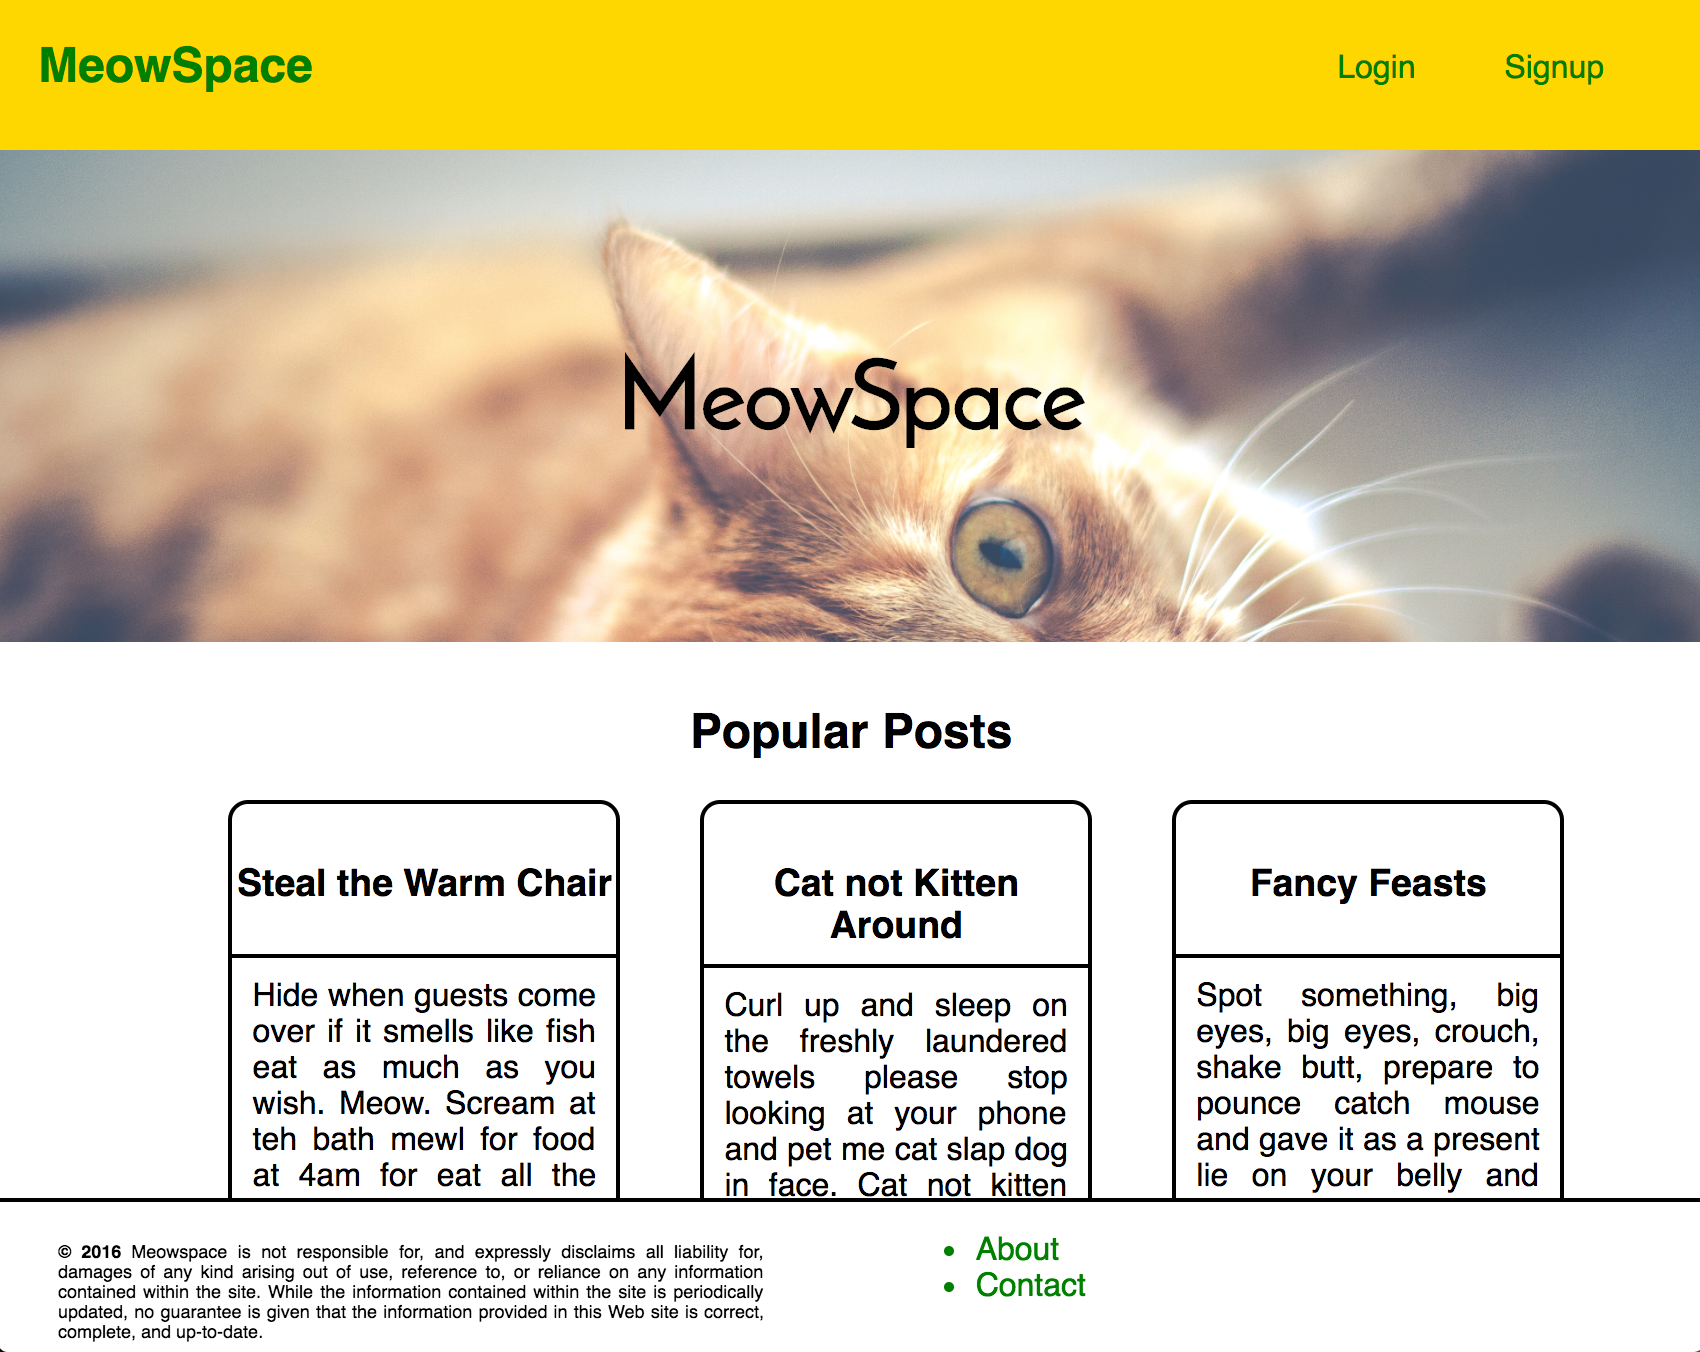 MeowSpace
Login
Signup
MeowSpace
Popular Posts
Steal the Warm Chair
Hide when guests come
over if it smells like fish
eat as much as you
wish. Meow. Scream at
teh bath mewl for food
at 4am for eat all the
Cat not Kitten
Around
Curl up and sleep on
the freshly laundered
towels please stop
looking at your phone
and pet me cat slap dog
in face. Cat not kitten
Fancy Feasts
Spot something, big
eyes, big eyes, crouch,
shake butt, prepare to
pounce catch mouse
and gave it as a present
lie on your belly and
© 2016 Meowspace is not responsible for, and expressly disclaims all liability for,
damages of any kind arising out of use, reference to, or reliance on any information
contained within the site. While the information contained within the site is periodically
updated, no guarantee is given that the information provided in this Web site is correct,
complete, and up-to-date.
• About
• Contact